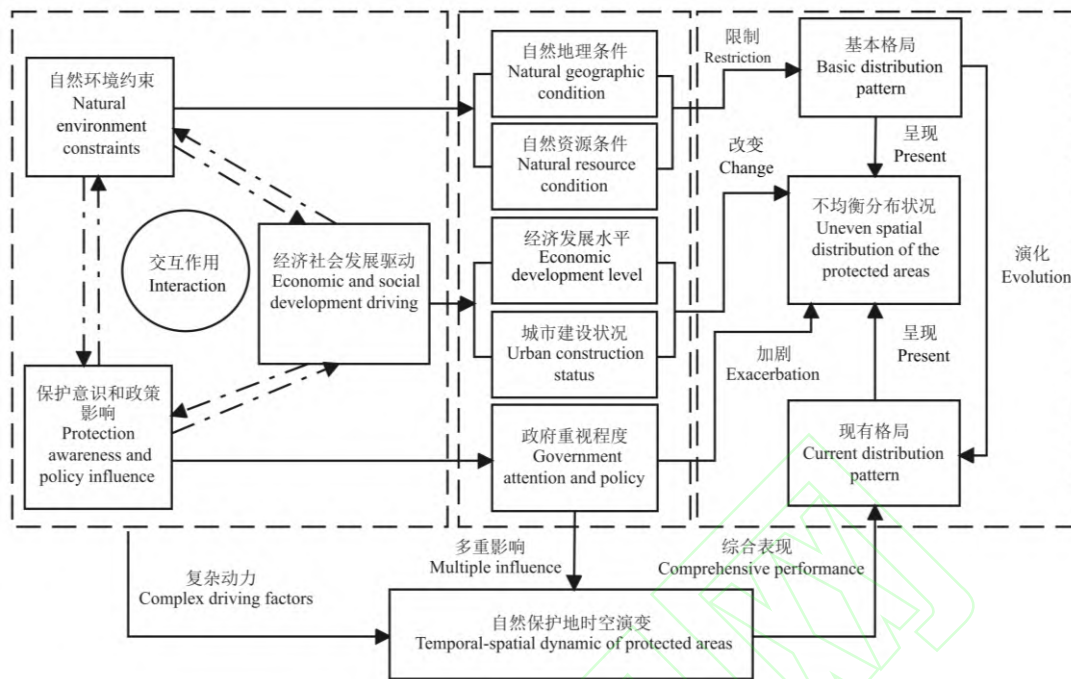 自然环境约束
Natural
environment
constraints
交互作用
Interaction
经济社会发展驱动
Economic and social
development driving
保护意识和政策
影响
Protection
awareness and
policy influence
自然地理条件
Natural geographic
condition
自然资源条件
Natural resource
condition
经济发展水平
Economic
development level
城市建设状况
Urban construction
status
政府重视程度
Government
attention and policy
限制
Restriction
改变
Change
加剧
Exacerbation
基本格局
Basic distribution
pattern
呈现
Present
不均衡分布状况
Uneven spatial
distribution of the
protected areas
呈现
Present
现有格局
Current distribution
pattern
演化
Evolution
复杂动力
Complex driving factors
多重影响
Multiple influence
综合表现
Comprehensive performance
自然保护地时空演变
Temporal-spatial dynamic of protected areas